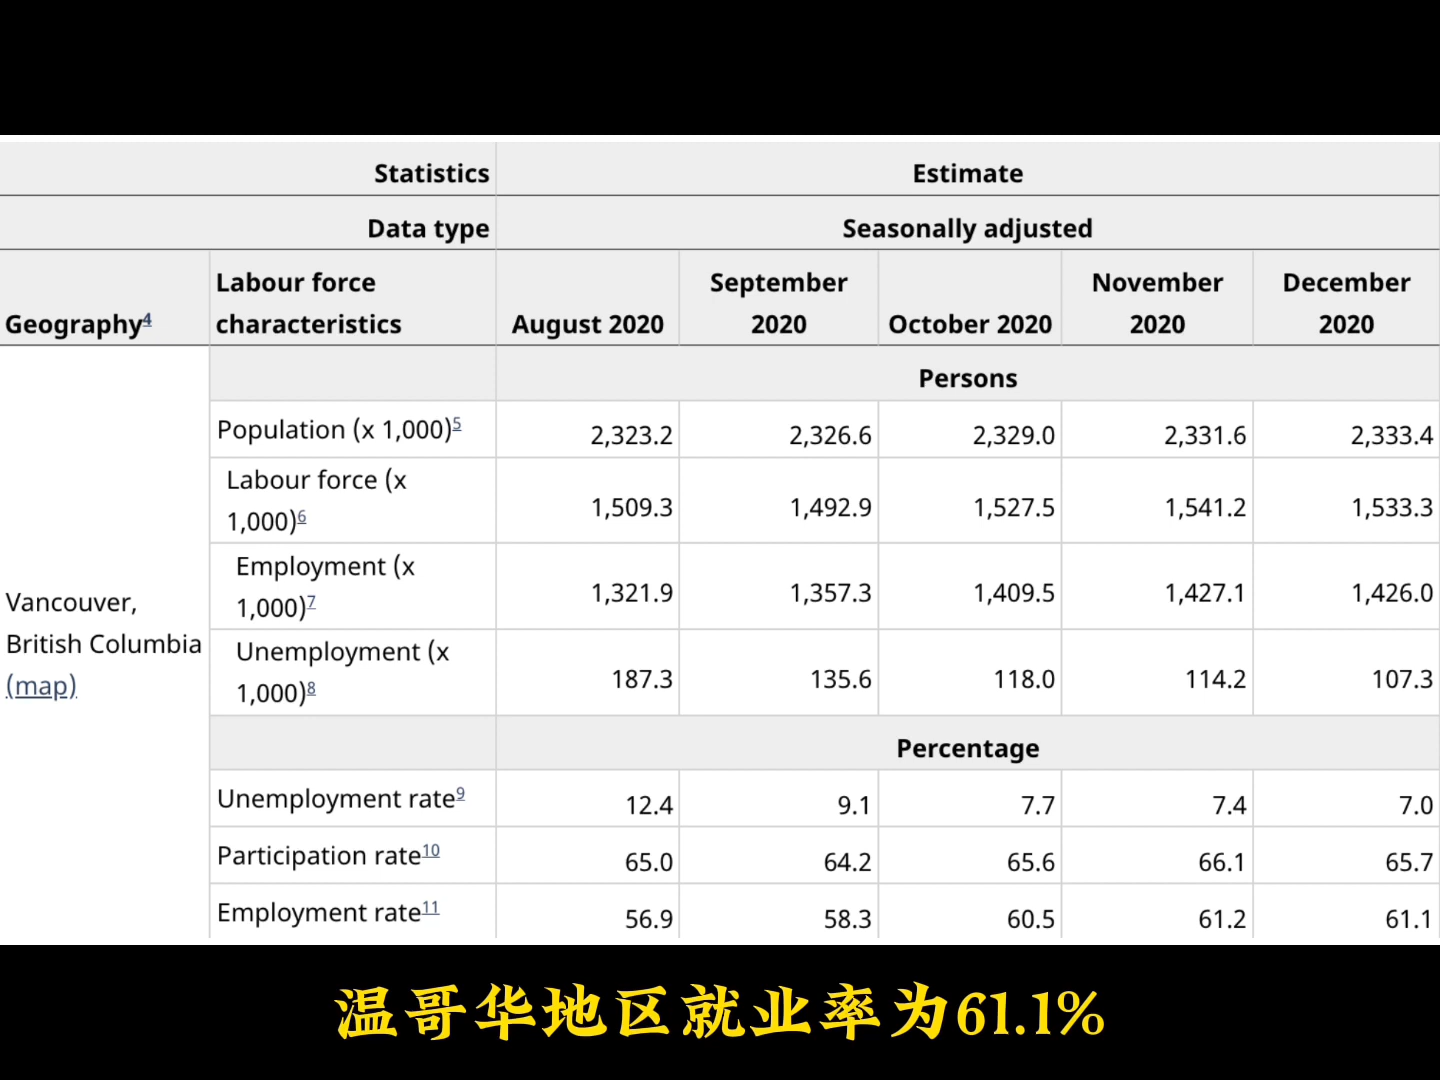 Statistics Estimate
Data type Seasonally adjusted
Geography4 Labour force characteristics August 2020 September 2020 October 2020 November 2020 December 2020
Persons
Population (x 1,000)5 2,323.2 2,326.6 2,329.0 2,331.6 2,333.4
Labour force (x 1,000)6 1,509.3 1,492.9 1,527.5 1,541.2 1,533.3
Employment (x 1,000)7 1,321.9 1,357.3 1,409.5 1,427.1 1,426.0
Vancouver, British Columbia (map)
Unemployment (x 1,000)8 187.3 135.6 118.0 114.2 107.3
Percentage
Unemployment rate9 12.4 9.1 7.7 7.4 7.0
Participation rate10 65.0 64.2 65.6 66.1 65.7
Employment rate11 56.9 58.3 60.5 61.2 61.1
温哥华地区就业率为61.1%